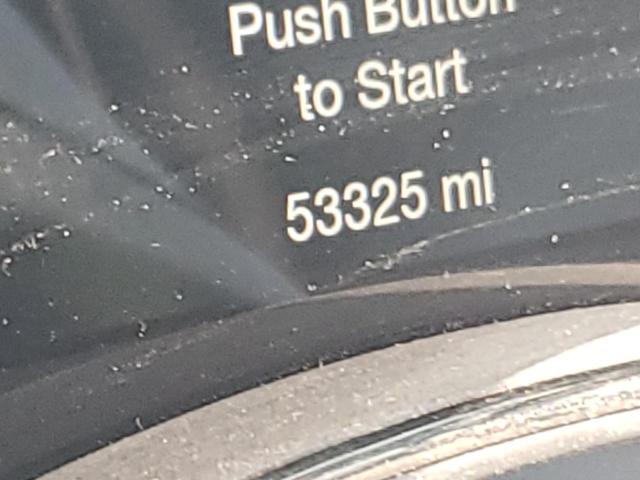 Push Button
to Start
53325 mi